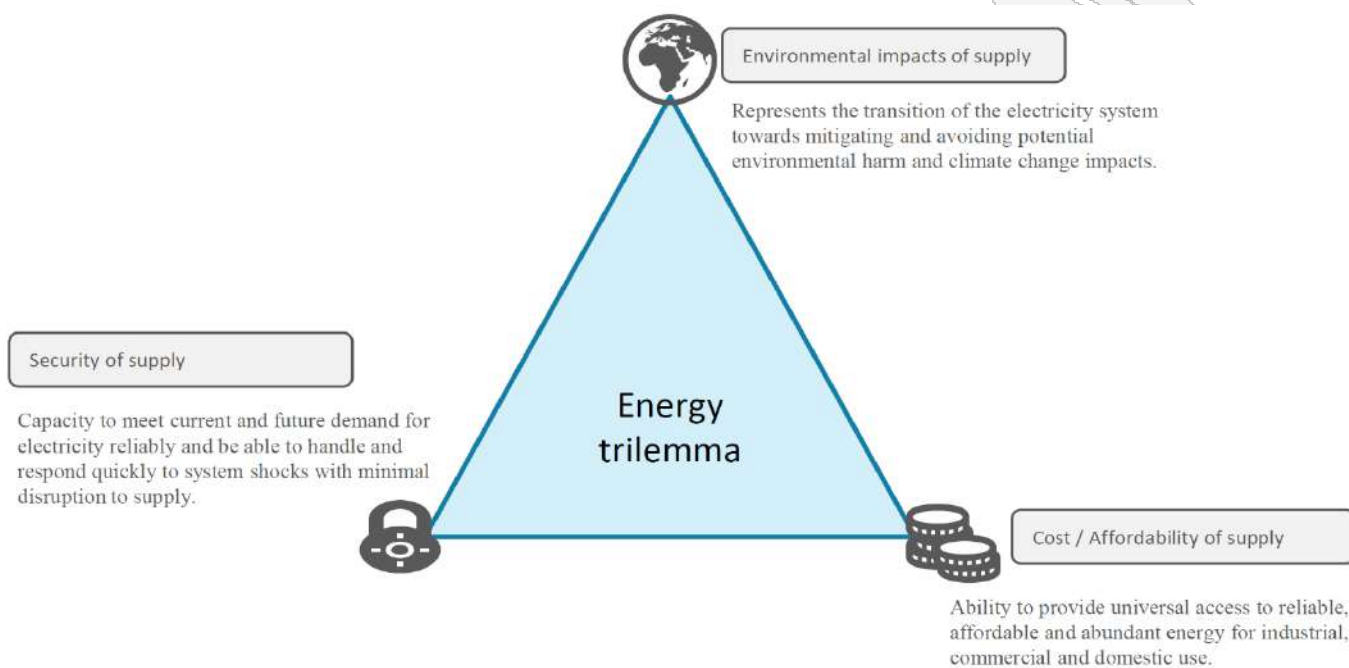 Environmental impacts of supply
Represents the transition of the electricity system
towards mitigating and avoiding potential
environmental harm and climate change impacts.
Security of supply
Capacity to meet current and future demand for
electricity reliably and be able to handle and
respond quickly to system shocks with minimal
disruption to supply.
Energy
trilemma
Cost / Affordability of supply
Ability to provide universal access to reliable,
affordable and abundant energy for industrial,
commercial and domestic use.